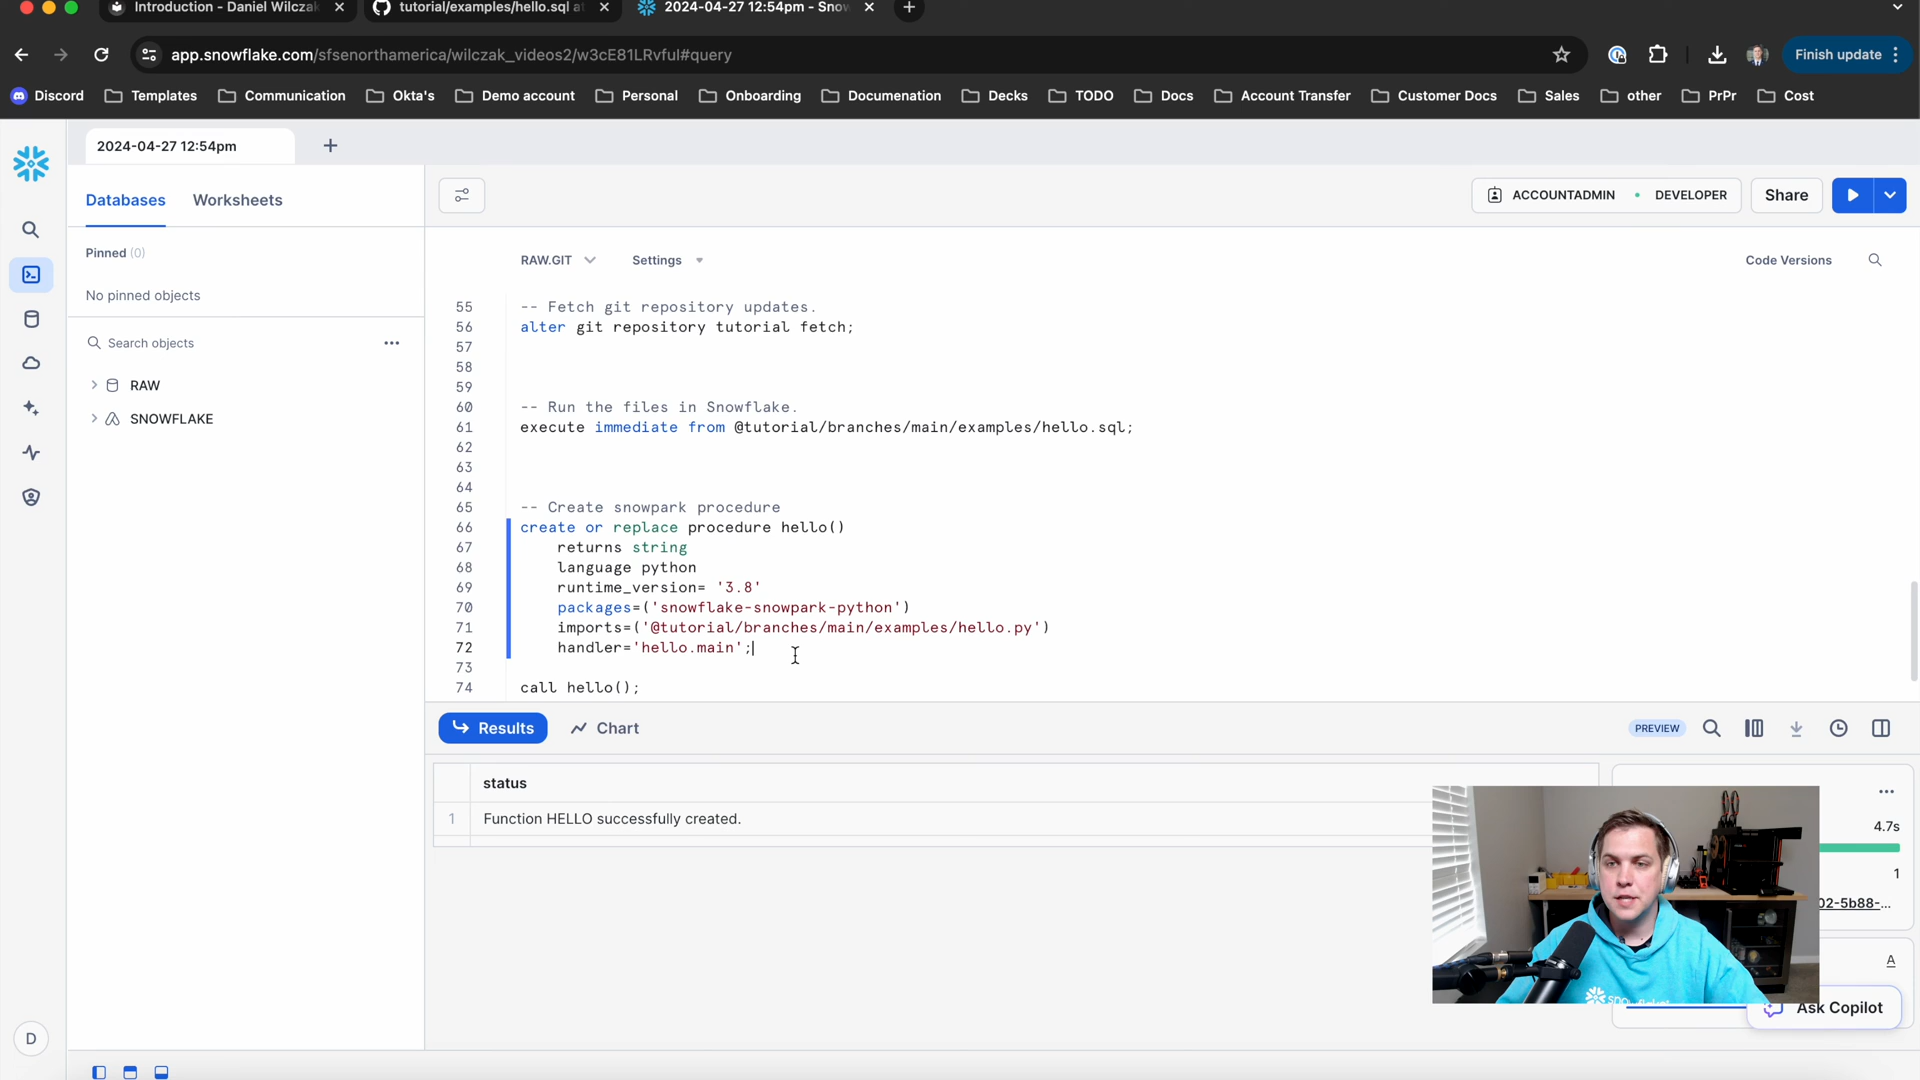 Introduction - Daniel Wilczak
tutorial/examples/hello.sql at
2024-04-27 12:54pm - Snow
app.snowflake.com/sfsenorthamerica/wilczak_videos2/w3cE81LRvful#query
Finish update
Discord
Templates
Communication
Okta's
Demo account
Personal
Onboarding
Documenation
Decks
TODO
Docs
Account Transfer
Customer Docs
Sales
other
PrPr
Cost
2024-04-27 12:54pm
Databases
Worksheets
ACCOUNTADMIN
DEVELOPER
Share
Pinned (0)
No pinned objects
Search objects
RAW
SNOWFLAKE
RAW.GIT
Settings
Code Versions
55 -- Fetch git repository updates.
56 alter git repository tutorial fetch;
57
58
59
60 -- Run the files in Snowflake.
61 execute immediate from @tutorial/branches/main/examples/hello.sql;
62
63
64
65 -- Create snowpark procedure
66 create or replace procedure hello()
67 returns string
68 language python
69 runtime_version= '3.8'
70 packages=('snowflake-snowpark-python')
71 imports=('@tutorial/branches/main/examples/hello.py')
72 handler='hello.main';
73
74 call hello();
Results
Chart
PREVIEW
status
1 Function HELLO successfully created.
4.7s
1
02-5b88-...
A
Ask Copilot
D